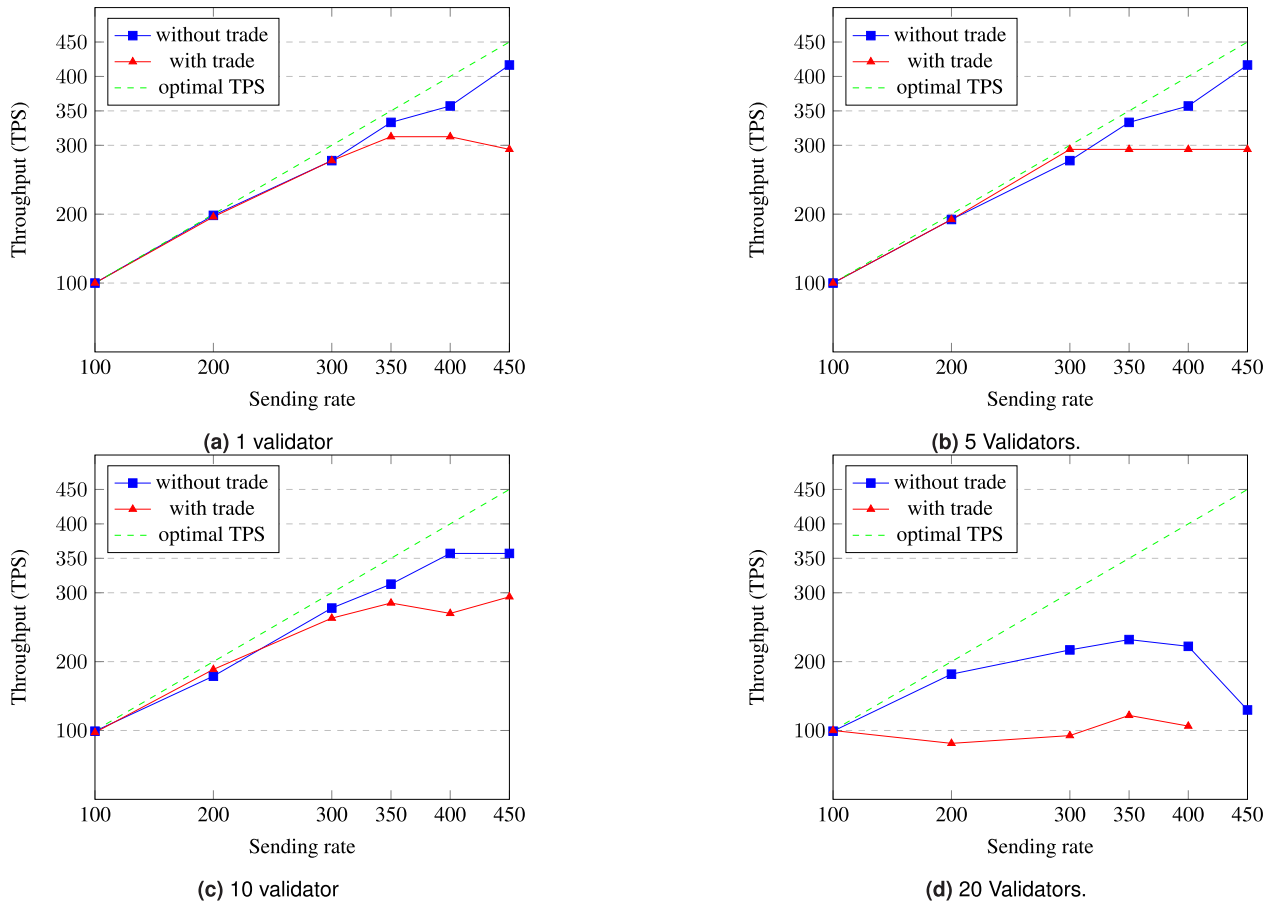 without trade
with trade
optimal TPS
450
400
350
300
200
100
Throughput (TPS)
100 200 300 350 400 450
Sending rate
(a) 1 validator
without trade
with trade
optimal TPS
450
400
350
300
200
100
Throughput (TPS)
100 200 300 350 400 450
Sending rate
(b) 5 Validators.
without trade
with trade
optimal TPS
450
400
350
300
200
100
Throughput (TPS)
100 200 300 350 400 450
Sending rate
(c) 10 validator
without trade
with trade
optimal TPS
450
400
350
300
200
100
Throughput (TPS)
100 200 300 350 400 450
Sending rate
(d) 20 Validators.